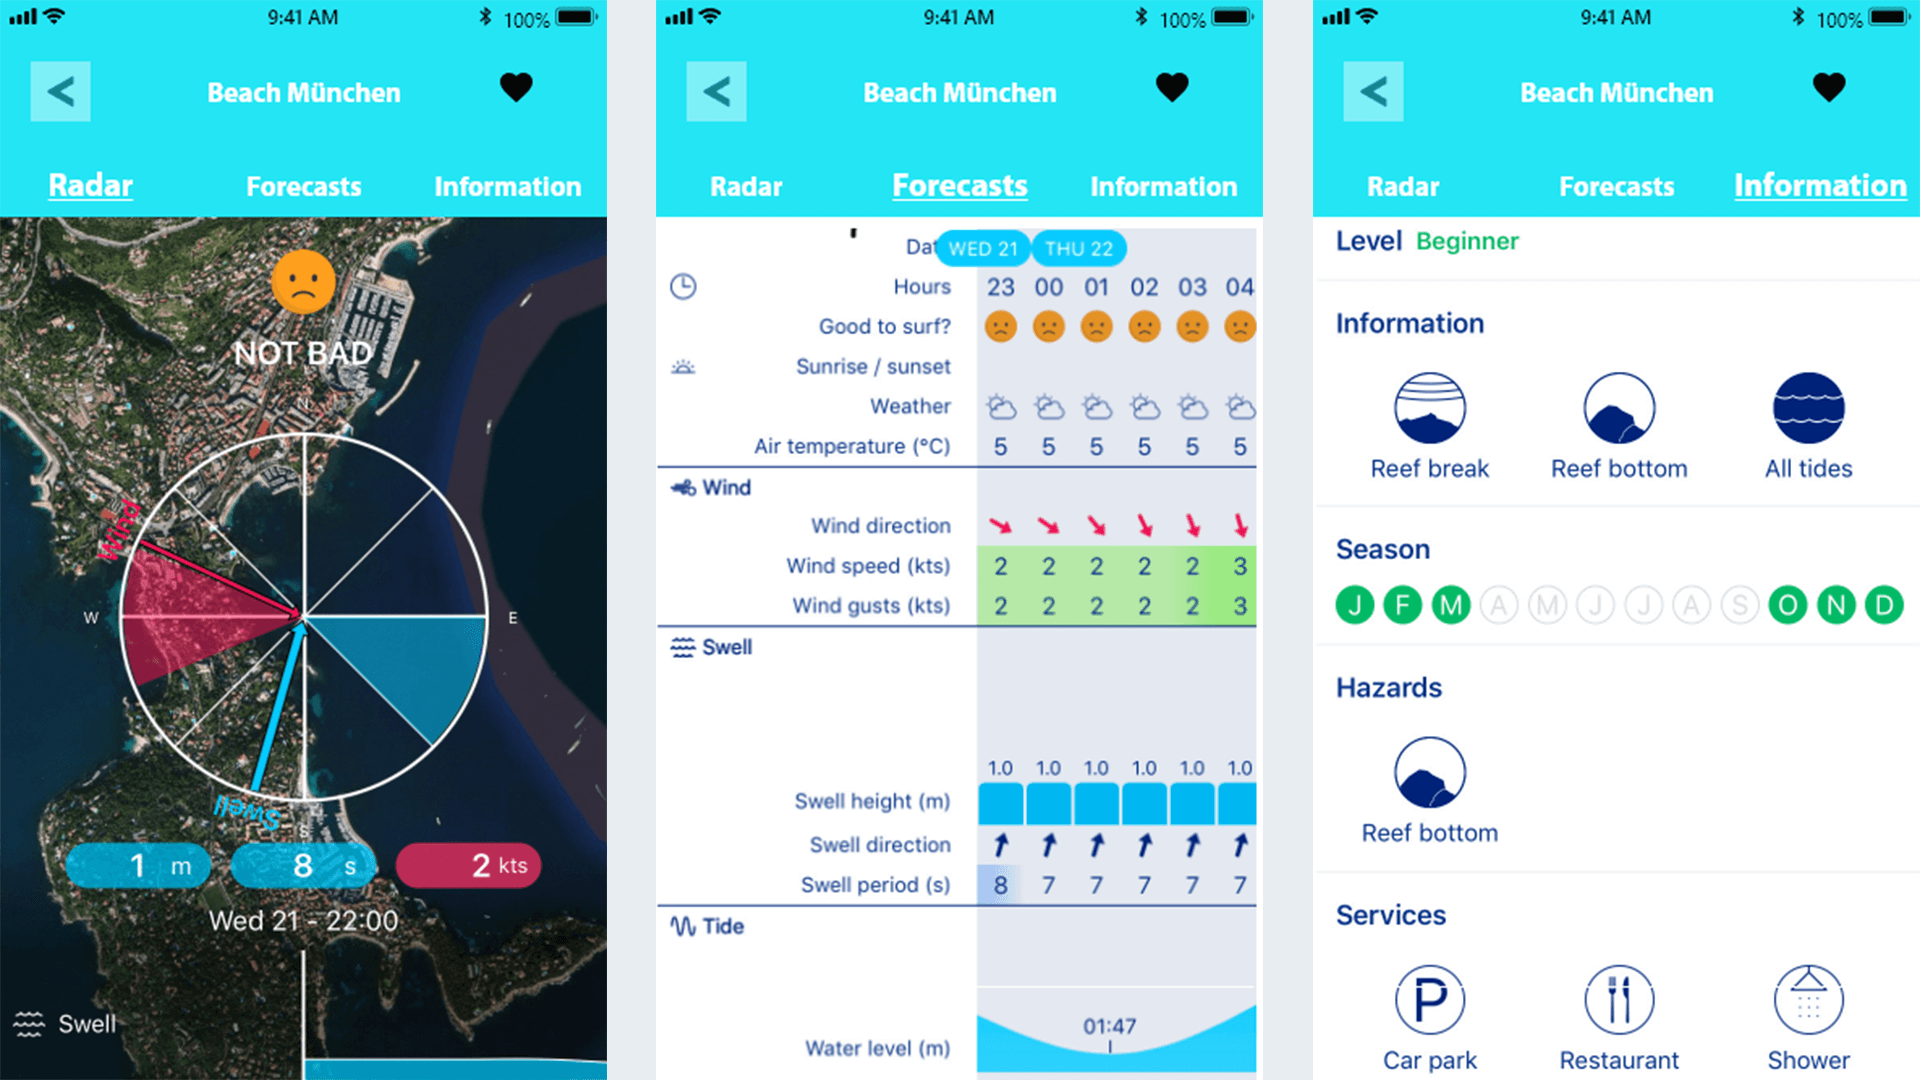 9:41 AM
100%
<
Beach München
Radar
Forecasts
Information
NOT BAD
N
W
E
S
Wind
Swell
1 m
8 s
2 kts
Wed 21 - 22:00
Swell
9:41 AM
100%
<
Beach München
Radar
Forecasts
Information
Dat
WED 21
THU 22
Hours
23 00 01 02 03 04
Good to surf?
Sunrise / sunset
Weather
Air temperature (°C)
5 5 5 5 5 5
Wind
Wind direction
Wind speed (kts)
2 2 2 2 2 3
Wind gusts (kts)
2 2 2 2 2 3
Swell
1.0 1.0 1.0 1.0 1.0 1.0
Swell height (m)
Swell direction
Swell period (s)
8 7 7 7 7 7
Tide
01:47
Water level (m)
9:41 AM
100%
<
Beach München
Radar
Forecasts
Information
Level Beginner
Information
Reef break
Reef bottom
All tides
Season
J F M A M J J A S O N D
Hazards
Reef bottom
Services
P
Car park
Restaurant
Shower